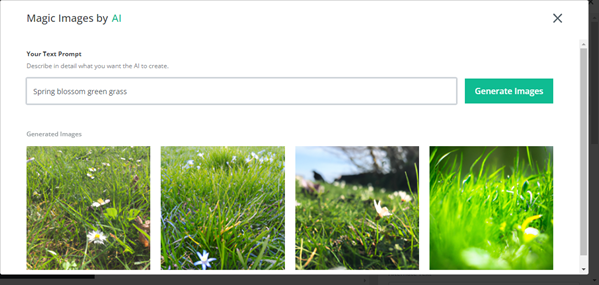 Magic Images by AI
Your Text Prompt
Describe in detail what you want the AI to create.
Spring blossom green grass
Generate Images
Generated Images